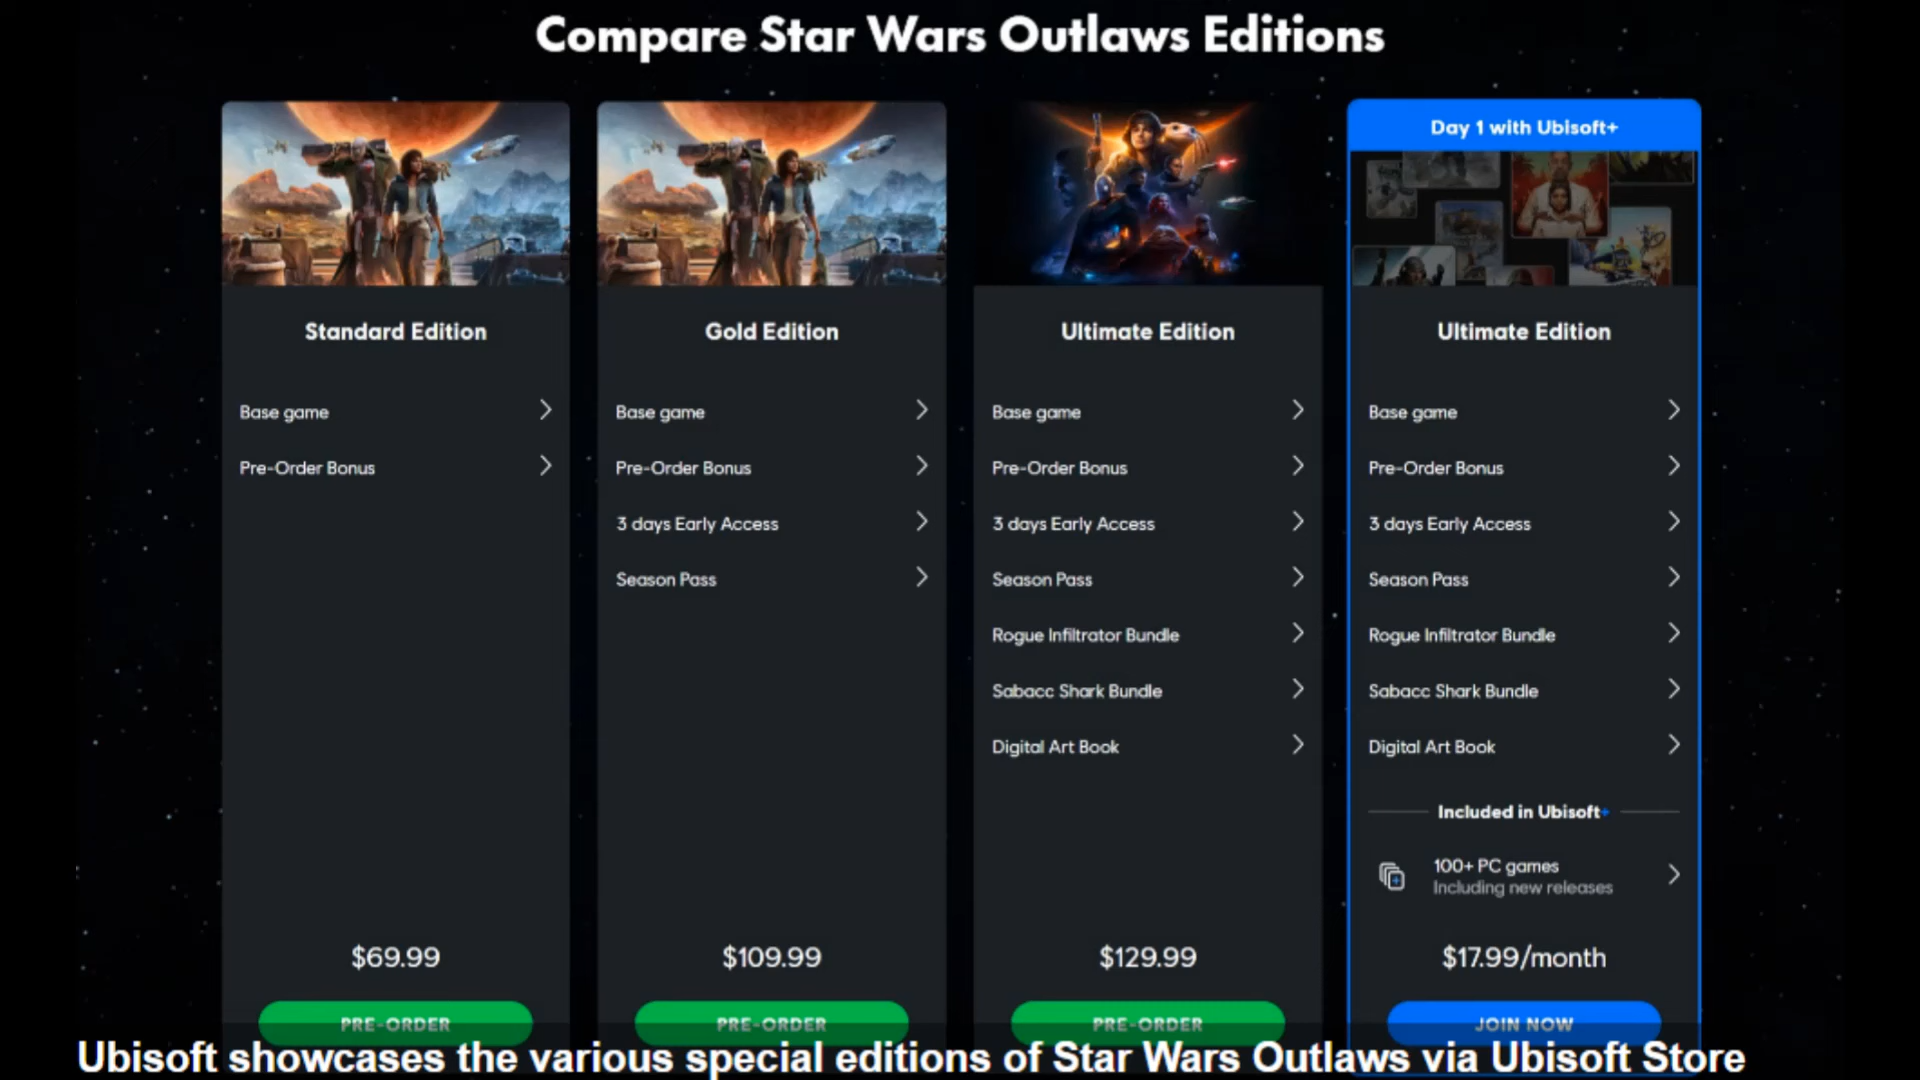 Compare Star Wars Outlaws Editions
Standard Edition
Base game
Pre-Order Bonus
$69.99
PRE-ORDER
Gold Edition
Base game
Pre-Order Bonus
3 days Early Access
Season Pass
$109.99
PRE-ORDER
Ultimate Edition
Base game
Pre-Order Bonus
3 days Early Access
Season Pass
Rogue Infiltrator Bundle
Sabacc Shark Bundle
Digital Art Book
$129.99
PRE-ORDER
Day 1 with Ubisoft+
Ultimate Edition
Base game
Pre-Order Bonus
3 days Early Access
Season Pass
Rogue Infiltrator Bundle
Sabacc Shark Bundle
Digital Art Book
Included in Ubisoft+
100+ PC games
Including new releases
$17.99/month
JOIN NOW
Ubisoft showcases the various special editions of Star Wars Outlaws via Ubisoft Store